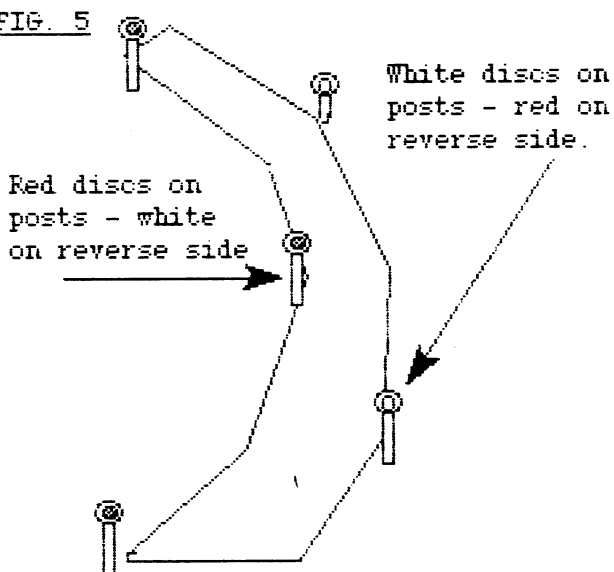 FIG. 5
White discs on
posts - red on
reverse side.
Red discs on
posts - white
on reverse side